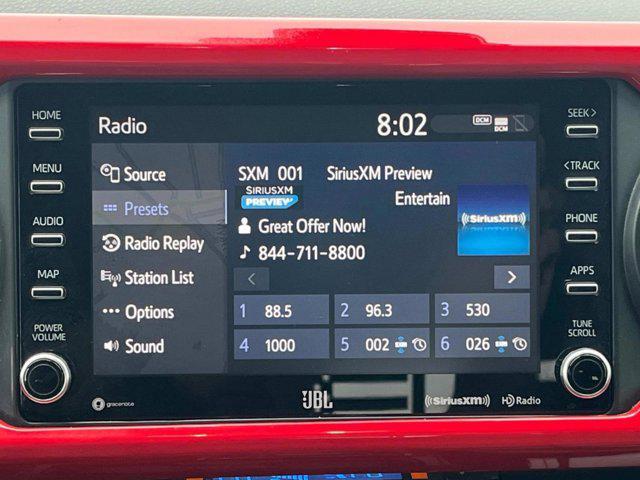 HOME
MENU
AUDIO
MAP
POWER
VOLUME
Radio
8:02
DCM
DCM
Source
Presets
Radio Replay
Station List
Options
Sound
SXM 001 SiriusXM Preview
SIRIUSXM
PREVIEW
Entertain
((SiriusXM))
Great Offer Now!
844-711-8800
1 88.5
2 96.3
3 530
4 1000
5 002 SXM
6 026 SXM
SEEK >
< TRACK
PHONE
APPS
TUNE
SCROLL
gracenote
JBL
((SiriusXM))
HD Radio